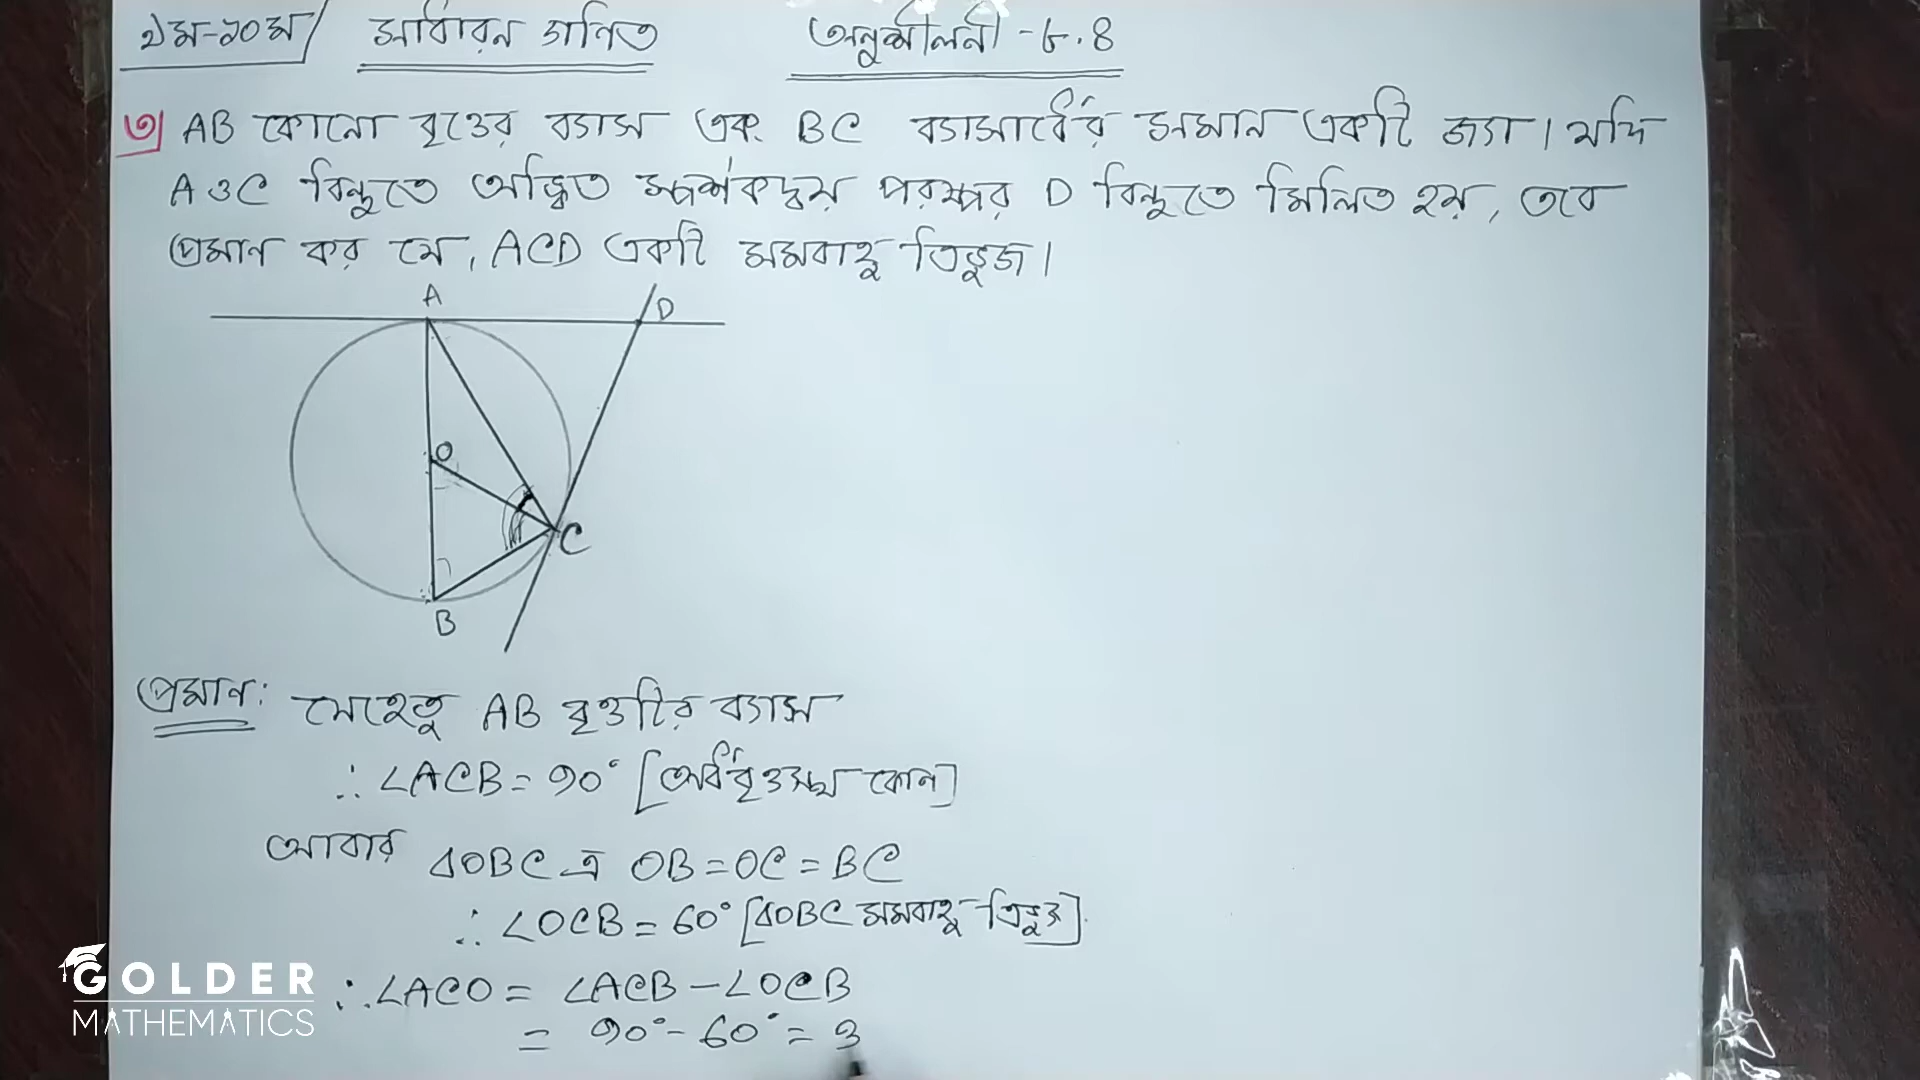 ৯ম-১০ম / সাধারন গনিত অনুশীলনী-৮.৪
৩| AB কোনো বৃত্তের ব্যাস এবং BC ব্যাসার্ধের সমান একটি জ্যা। যদি
A ও C বিন্দুতে অঙ্কিত স্পর্শকদ্বয় পরস্পর D বিন্দুতে মিলিত হয়, তবে
প্রমান কর যে, ACD একটি সমবাহু ত্রিভুজ।
A
D
O
C
B
প্রমান: যেহেতু AB বৃত্তটির ব্যাস
∴ ∠ACB = 90° [অর্ধবৃত্তস্থ কোন]
আবার ΔOBC এ OB = OC = BC
∴ ∠OCB = 60° [ΔOBC সমবাহু ত্রিভুজ].
∴ ∠ACO = ∠ACB - ∠OCB
= 90° - 60° = 3
GOLDER
MATHEMATICS